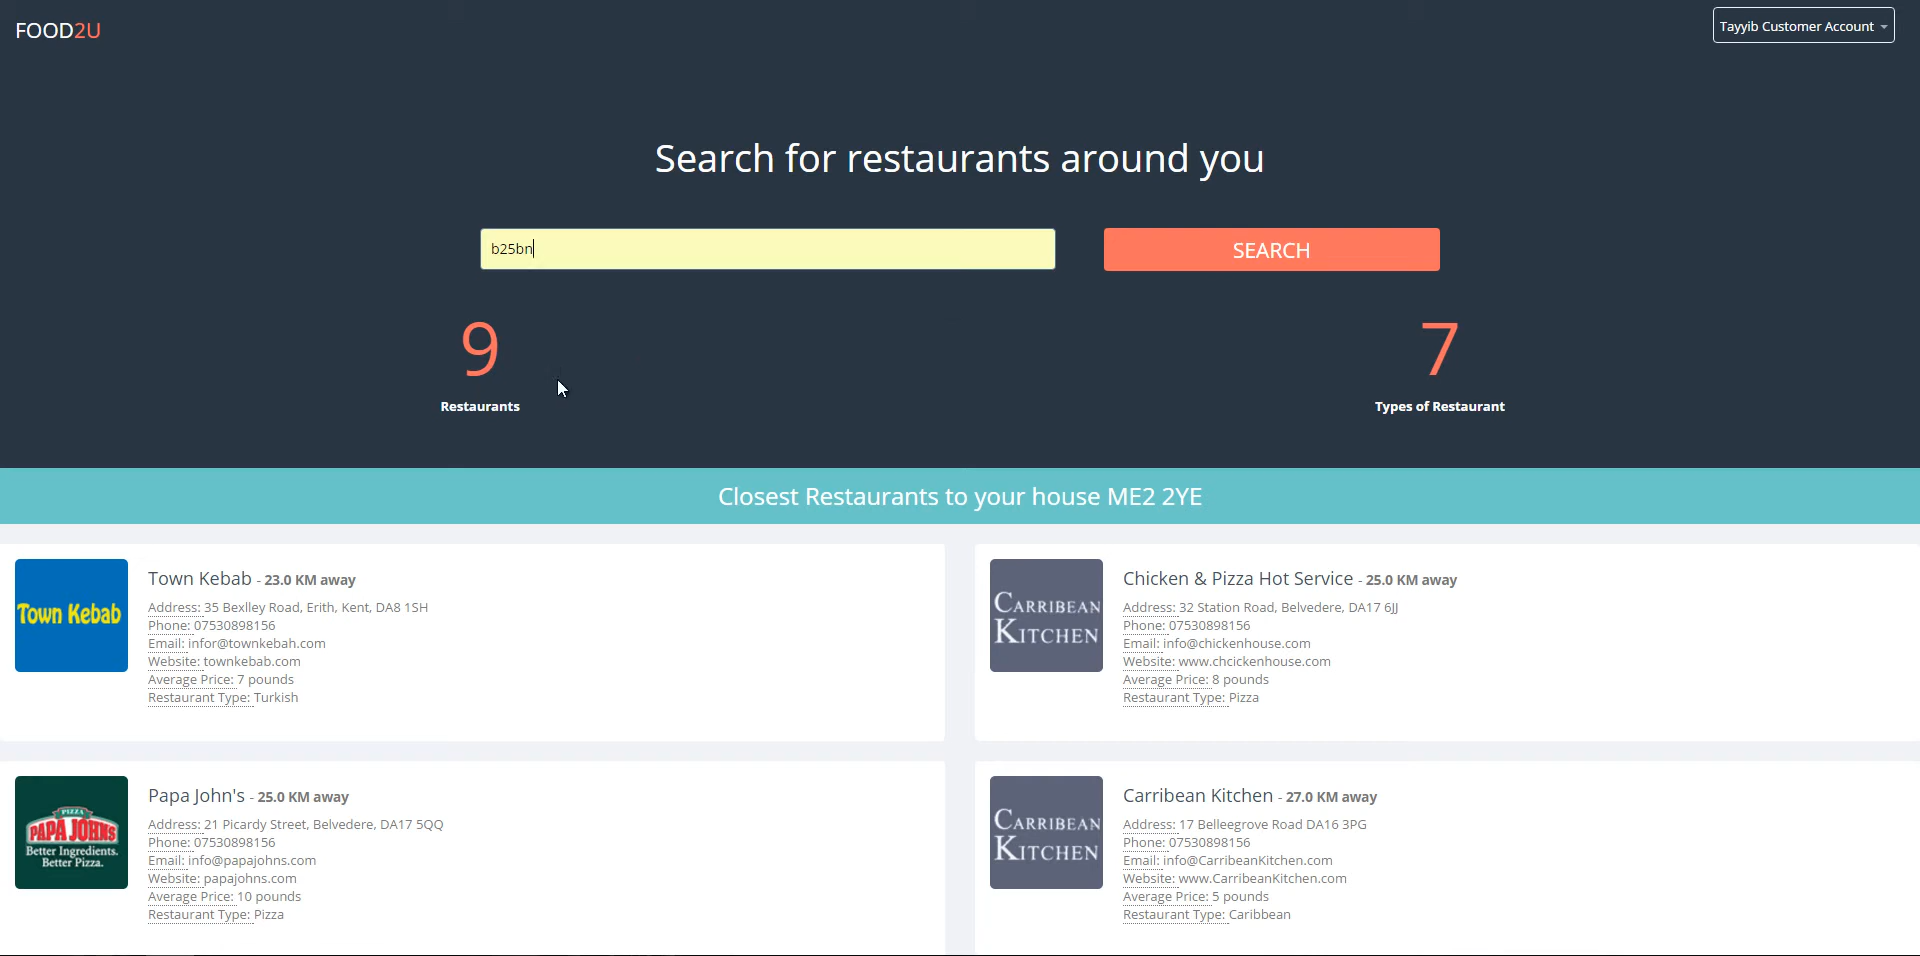 FOOD2U
Tayyib Customer Account
Search for restaurants around you
b25bn
SEARCH
9
Restaurants
7
Types of Restaurant
Closest Restaurants to your house ME2 2YE
Town Kebab
Town Kebab - 23.0 KM away
Address: 35 Bexlley Road, Erith, Kent, DA8 1SH
Phone: 07530898156
Email: infor@townkebah.com
Website: townkebab.com
Average Price: 7 pounds
Restaurant Type: Turkish
CARRIBEAN
KITCHEN
Chicken & Pizza Hot Service - 25.0 KM away
Address: 32 Station Road, Belvedere, DA17 6JJ
Phone: 07530898156
Email: info@chickenhouse.com
Website: www.chcickenhouse.com
Average Price: 8 pounds
Restaurant Type: Pizza
PIZZA
PAPA JOHNS
Better Ingredients.
Better Pizza.
Papa John's - 25.0 KM away
Address: 21 Picardy Street, Belvedere, DA17 5QQ
Phone: 07530898156
Email: info@papajohns.com
Website: papajohns.com
Average Price: 10 pounds
Restaurant Type: Pizza
CARRIBEAN
KITCHEN
Carribean Kitchen - 27.0 KM away
Address: 17 Belleegrove Road DA16 3PG
Phone: 07530898156
Email: info@CarribeanKitchen.com
Website: www.CarribeanKitchen.com
Average Price: 5 pounds
Restaurant Type: Caribbean